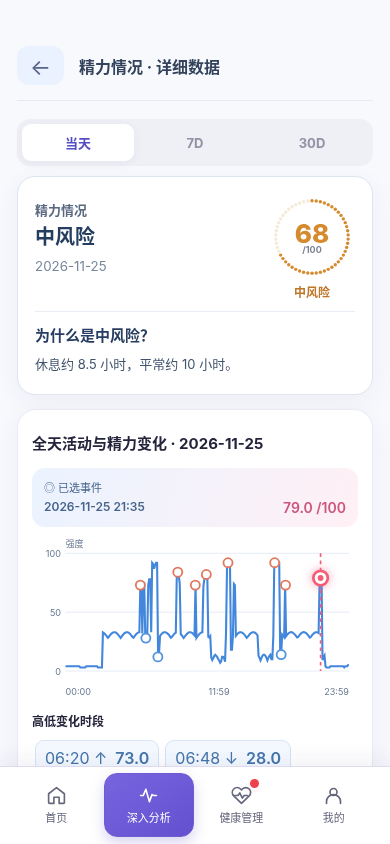 精力情况 · 详细数据
当天
7D
30D
精力情况
中风险
2026-11-25
68
/100
中风险
为什么是中风险？
休息约 8.5 小时，平常约 10 小时。
全天活动与精力变化 · 2026-11-25
◎ 已选事件
2026-11-25 21:35
79.0 /100
强度
100
50
0
00:00
11:59
23:59
高低变化时段
06:20 ↑ 73.0
06:48 ↓ 28.0
首页
深入分析
健康管理
我的